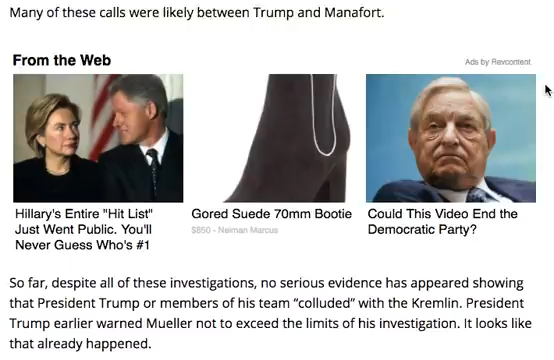 Many of these calls were likely between Trump and Manafort.
From the Web
Ads by Revcontent
Hillary's Entire "Hit List"
Just Went Public. You'll
Never Guess Who's #1
Gored Suede 70mm Bootie
$850 - Neiman Marcus
Could This Video End the
Democratic Party?
So far, despite all of these investigations, no serious evidence has appeared showing
that President Trump or members of his team “colluded” with the Kremlin. President
Trump earlier warned Mueller not to exceed the limits of his investigation. It looks like
that already happened.